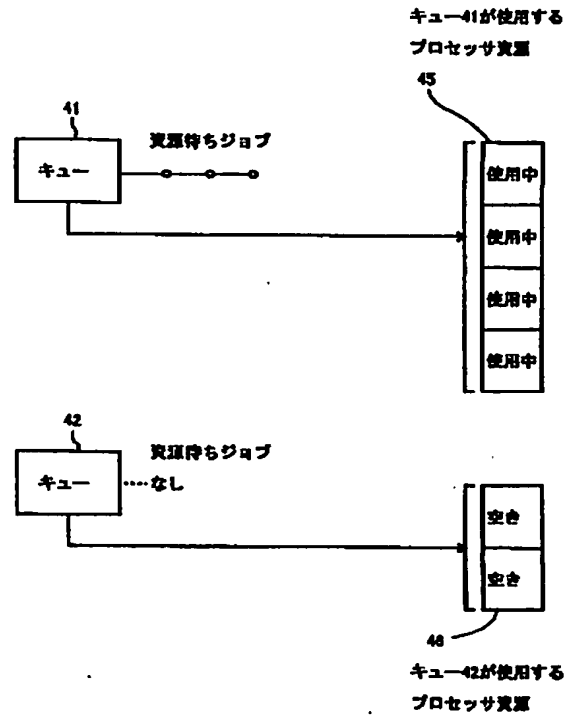 キュー41が使用する
プロセッサ資源
45
41
資源待ちジョブ
キュー
使用中
使用中
使用中
使用中
42
資源待ちジョブ
キュー
なし
空き
空き
46
キュー42が使用する
プロセッサ資源